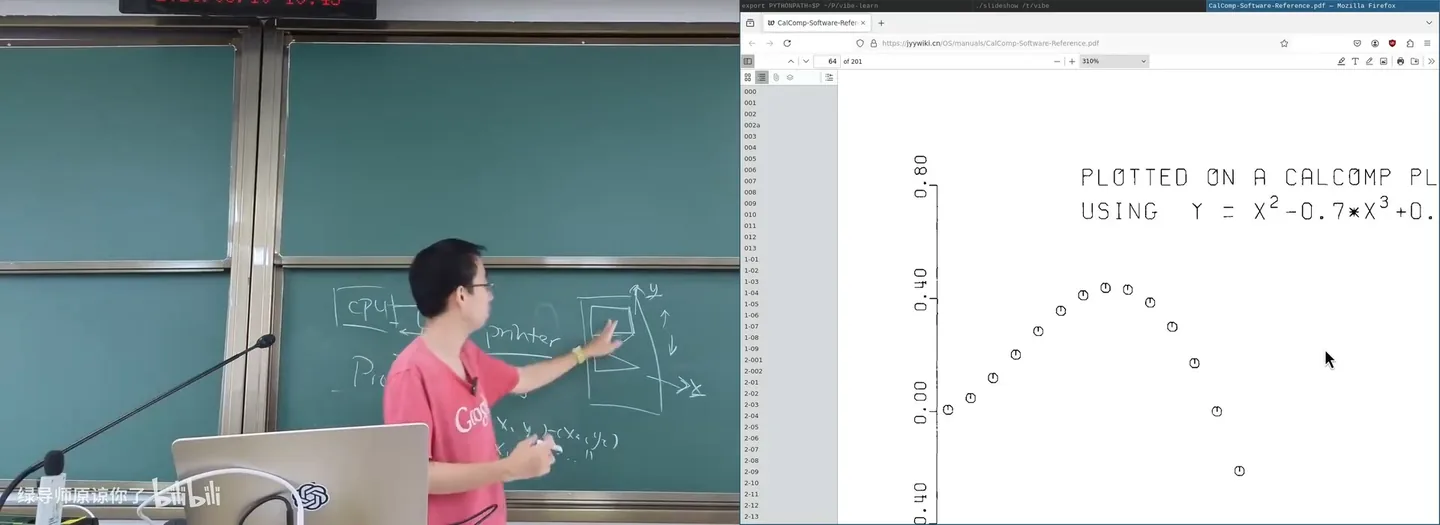 export PYTHONPATH=$P ~/P/vibe-learn
./slideshow /t/vibe
CalComp-Software-Reference.pdf — Mozilla Firefox
CalComp-Software-Refer
https://jyywiki.cn/OS/manuals/CalComp-Software-Reference.pdf
64 of 201
310%
000
001
002
002a
003
004
005
006
007
008
009
010
011
012
013
1-01
1-02
1-03
1-04
1-05
1-06
1-07
1-08
1-09
2-001
2-002
2-01
2-02
2-03
2-04
2-05
2-06
2-07
2-08
2-09
2-10
2-11
2-12
2-13
PLOTTED ON A CALCOMP PL
USING Y = X²-0.7*X³+0.
0.80
0.40
0.00
0.40
cpu
printer
y
x
Goog
绿导师原谅你了 bilibili